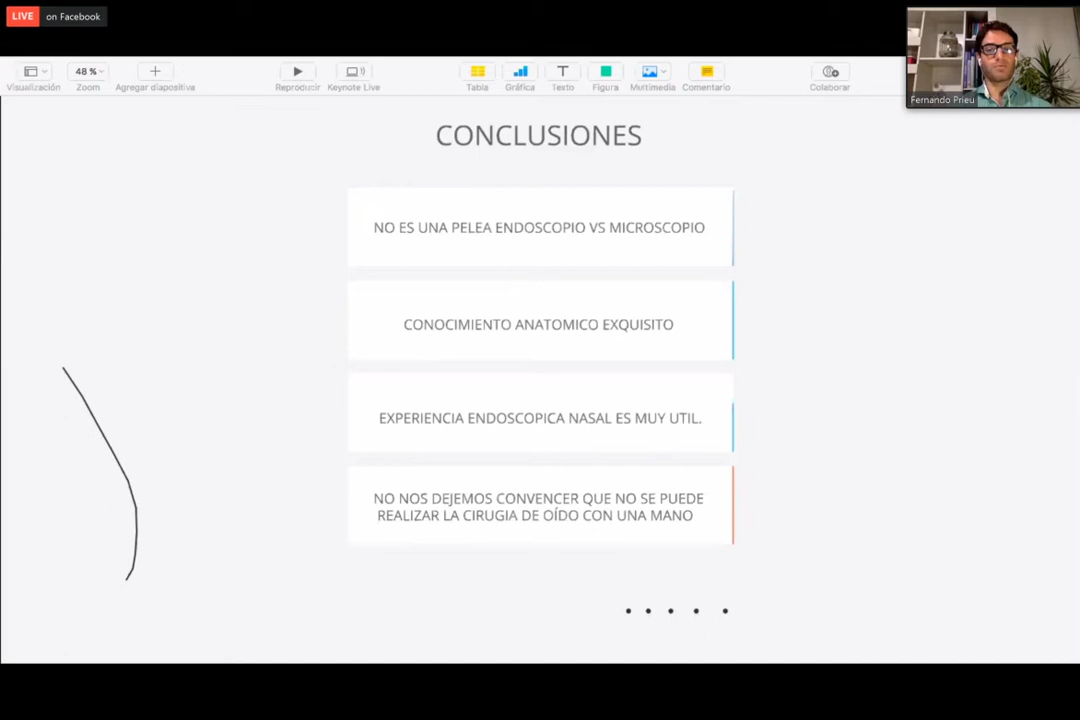 LIVE on Facebook
48 %
Visualización Zoom Agregar diapositiva Reproducir Keynote Live Tabla Gráfica Texto Figura Multimedia Comentario Colaborar
Fernando Prieu
CONCLUSIONES
NO ES UNA PELEA ENDOSCOPIO VS MICROSCOPIO
CONOCIMIENTO ANATOMICO EXQUISITO
EXPERIENCIA ENDOSCOPICA NASAL ES MUY UTIL.
NO NOS DEJEMOS CONVENCER QUE NO SE PUEDE
REALIZAR LA CIRUGIA DE OÍDO CON UNA MANO